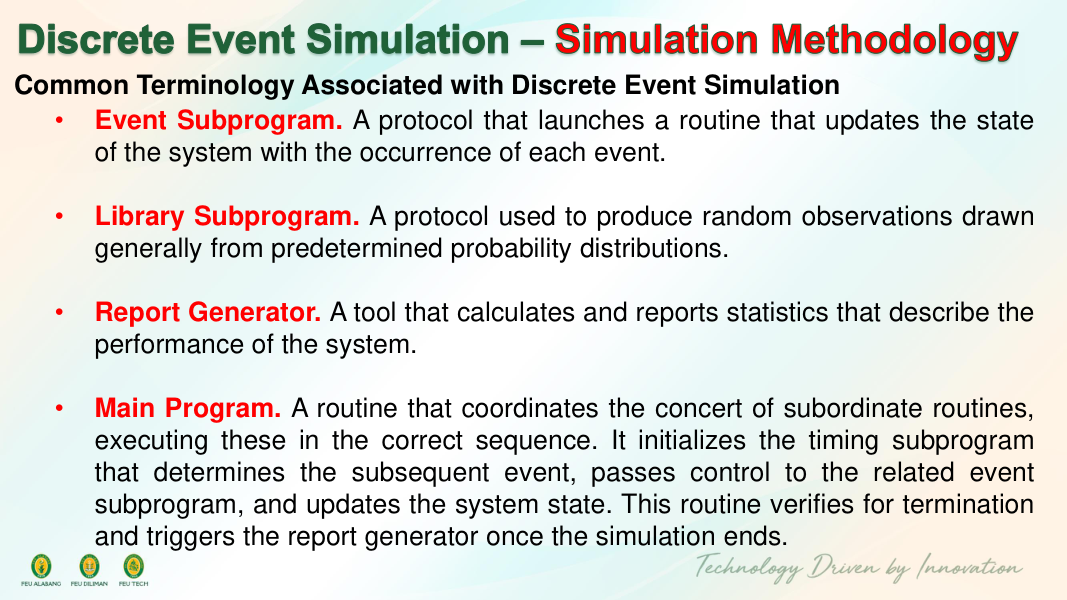 Discrete Event Simulation – Simulation Methodology
Common Terminology Associated with Discrete Event Simulation
• Event Subprogram. A protocol that launches a routine that updates the state
of the system with the occurrence of each event.
• Library Subprogram. A protocol used to produce random observations drawn
generally from predetermined probability distributions.
• Report Generator. A tool that calculates and reports statistics that describe the
performance of the system.
• Main Program. A routine that coordinates the concert of subordinate routines,
executing these in the correct sequence. It initializes the timing subprogram
that determines the subsequent event, passes control to the related event
subprogram, and updates the system state. This routine verifies for termination
and triggers the report generator once the simulation ends.
FEU ALABANG FEU DILIMAN FEU TECH
Technology Driven by Innovation